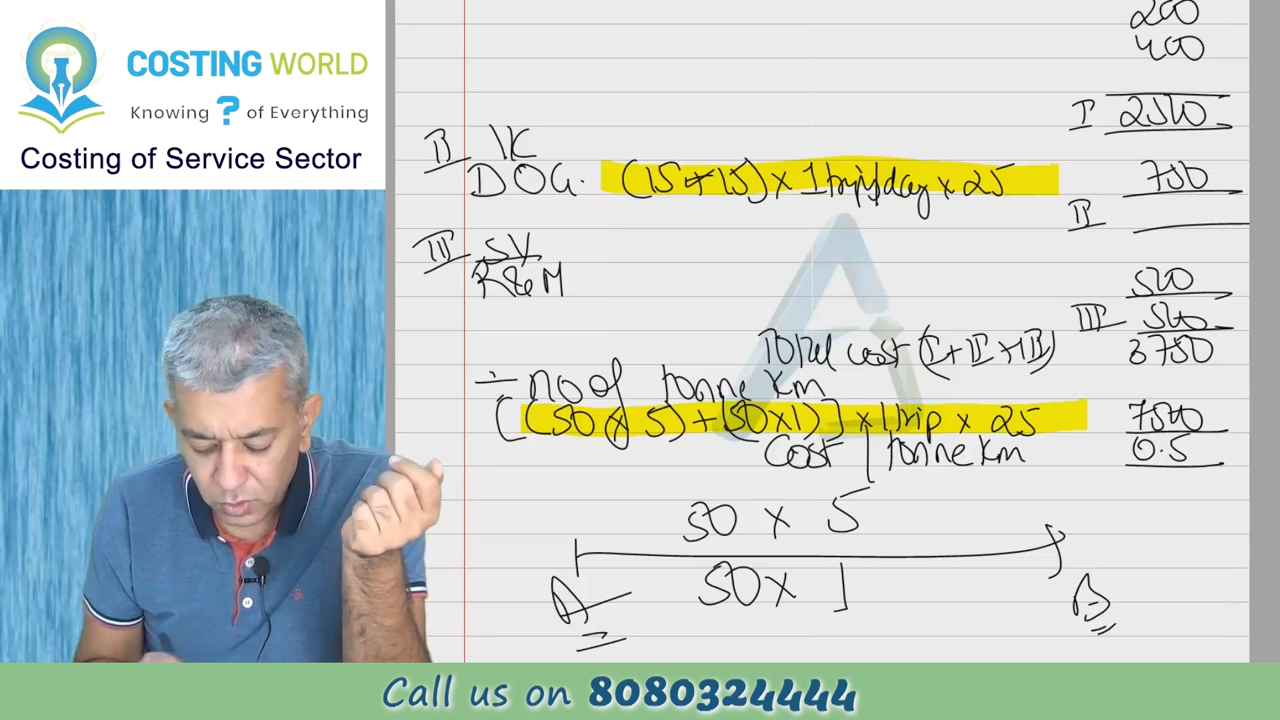 COSTING WORLD
Knowing ? of Everything
Costing of Service Sector
200
400
I 2500
II VK
DOG. (15+15) × 1 trip/day × 25 750
II
III SV
R&M 500
III 500
Total cost (I+II+III) 3750
÷ no of tonne km
[(50 × 5) + (50×1)] × 1 trip × 25 7500
Cost / tonne km 0.5
50 × 5
A B
50 × 1
Call us on 8080324444